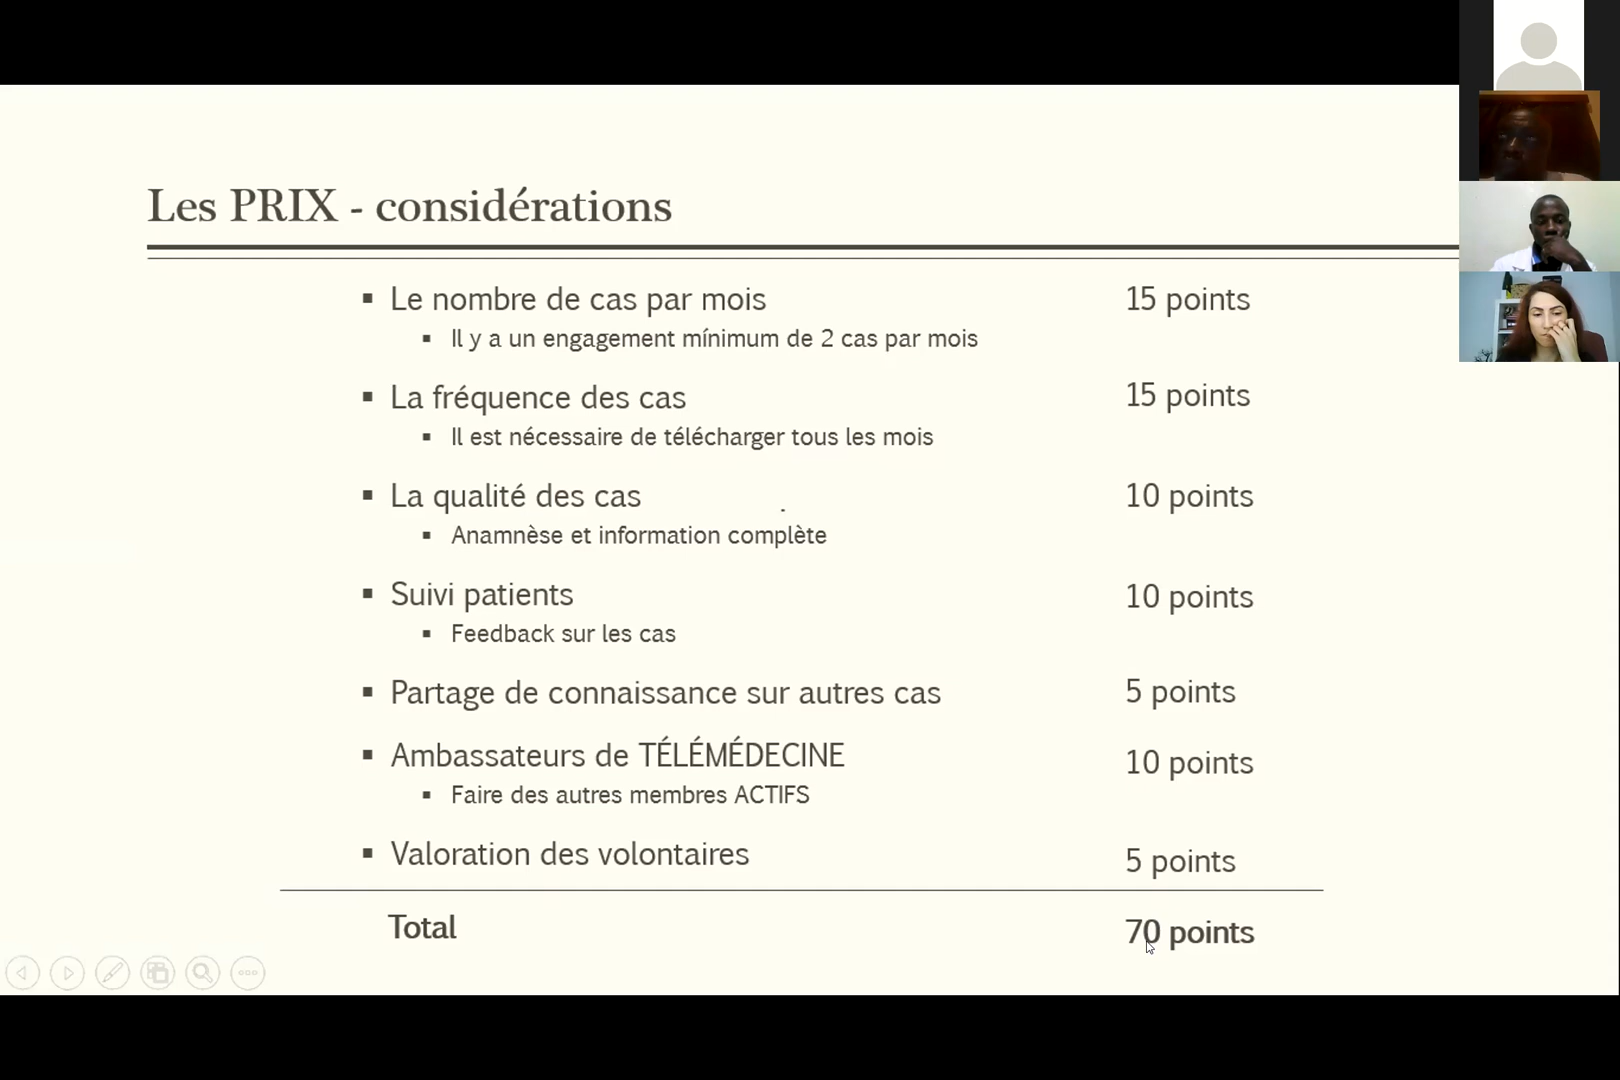 Les PRIX - considérations
Le nombre de cas par mois 15 points
Il y a un engagement mínimum de 2 cas par mois
La fréquence des cas 15 points
Il est nécessaire de télécharger tous les mois
La qualité des cas 10 points
Anamnèse et information complète
Suivi patients 10 points
Feedback sur les cas
Partage de connaissance sur autres cas 5 points
Ambassateurs de TÉLÉMÉDECINE 10 points
Faire des autres membres ACTIFS
Valoration des volontaires 5 points
Total 70 points